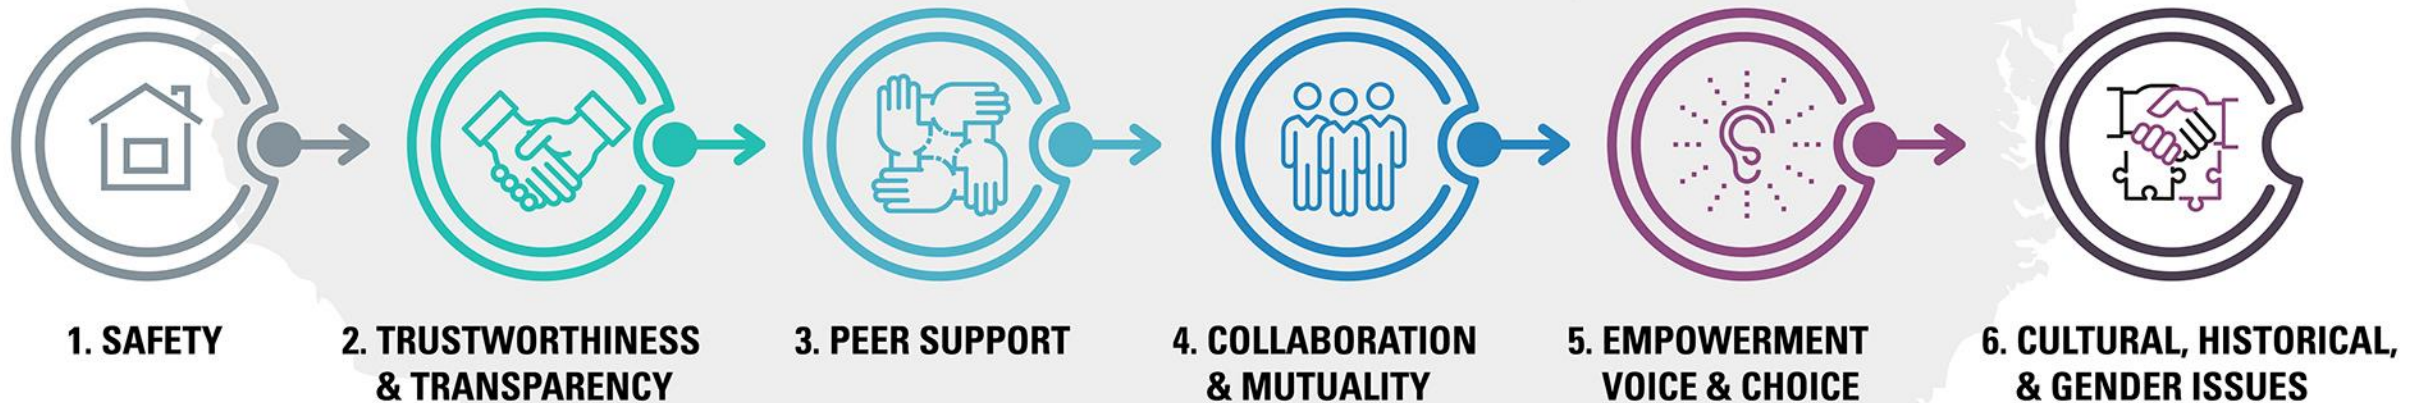 1. SAFETY
2. TRUSTWORTHINESS
& TRANSPARENCY
3. PEER SUPPORT
4. COLLABORATION
& MUTUALITY
5. EMPOWERMENT
VOICE & CHOICE
6. CULTURAL, HISTORICAL,
& GENDER ISSUES